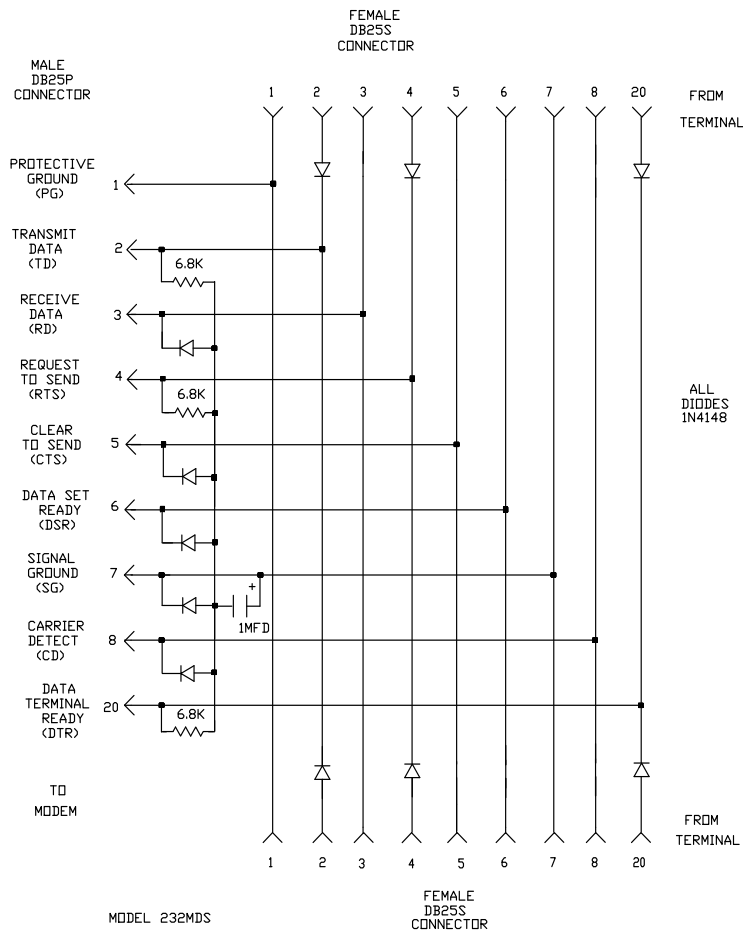 FEMALE
DB25S
CONNECTOR
MALE
DB25P
CONNECTOR
1 2 3 4 5 6 7 8 20
FROM
TERMINAL
PROTECTIVE
GROUND
(PG)
1
TRANSMIT
DATA
(TD)
2
6.8K
RECEIVE
DATA
(RD)
3
REQUEST
TO SEND
(RTS)
4
6.8K
ALL
DIODES
1N4148
CLEAR
TO SEND
(CTS)
5
DATA SET
READY
(DSR)
6
SIGNAL
GROUND
(SG)
7
+
1MFD
CARRIER
DETECT
(CD)
8
DATA
TERMINAL
READY
(DTR)
20
6.8K
TO
MODEM
FROM
TERMINAL
1 2 3 4 5 6 7 8 20
FEMALE
DB25S
CONNECTOR
MODEL 232MDS